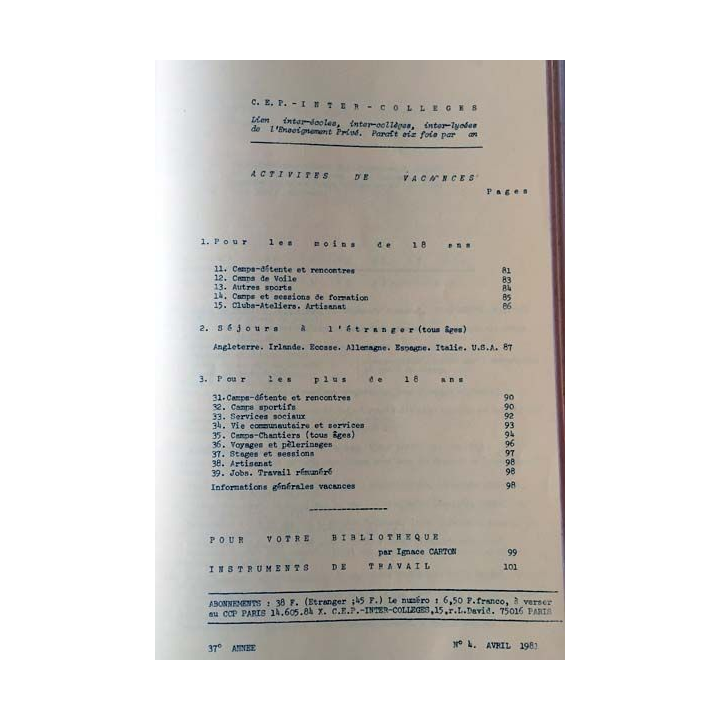 C.E.P.-INTER-COLLEGES
Lien inter-écoles, inter-collèges, inter-lycées
de l'Enseignement Privé. Paraît six fois par an
ACTIVITES DE VACANCES
Pages
1. Pour les moins de 18 ans
11. Camps-détente et rencontres 81
12. Camps de Voile 83
13. Autres sports 84
14. Camps et sessions de formation 85
15. Clubs-Ateliers. Artisanat 86
2. Séjours à l'étranger (tous âges)
Angleterre. Irlande. Ecosse. Allemagne. Espagne. Italie. U.S.A. 87
3. Pour les plus de 18 ans
31. Camps-détente et rencontres 90
32. Camps sportifs 90
33. Services sociaux 92
34. Vie communautaire et services 93
35. Camps-Chantiers (tous âges) 94
36. Voyages et pèlerinages 96
37. Stages et sessions 97
38. Artisanat 98
39. Jobs. Travail rémunéré 98
Informations générales vacances 98
POUR VOTRE BIBLIOTHEQUE
par Ignace CARTON 99
INSTRUMENTS DE TRAVAIL 101
ABONNEMENTS : 38 F. (Etranger ;45 F.) Le numéro : 6,50 F.franco, à verser
au CCP PARIS 14.605.84 X. C.E.P.-INTER-COLLEGES,15,r.L.David. 75016 PARIS
37° ANNEE N° 4. AVRIL 1981